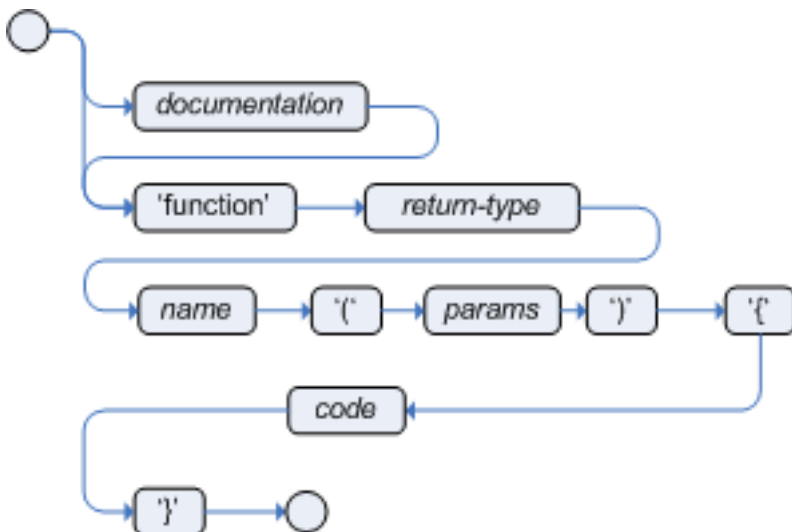 documentation
'function' return-type
name '(' params ')' '{'
code
'}'